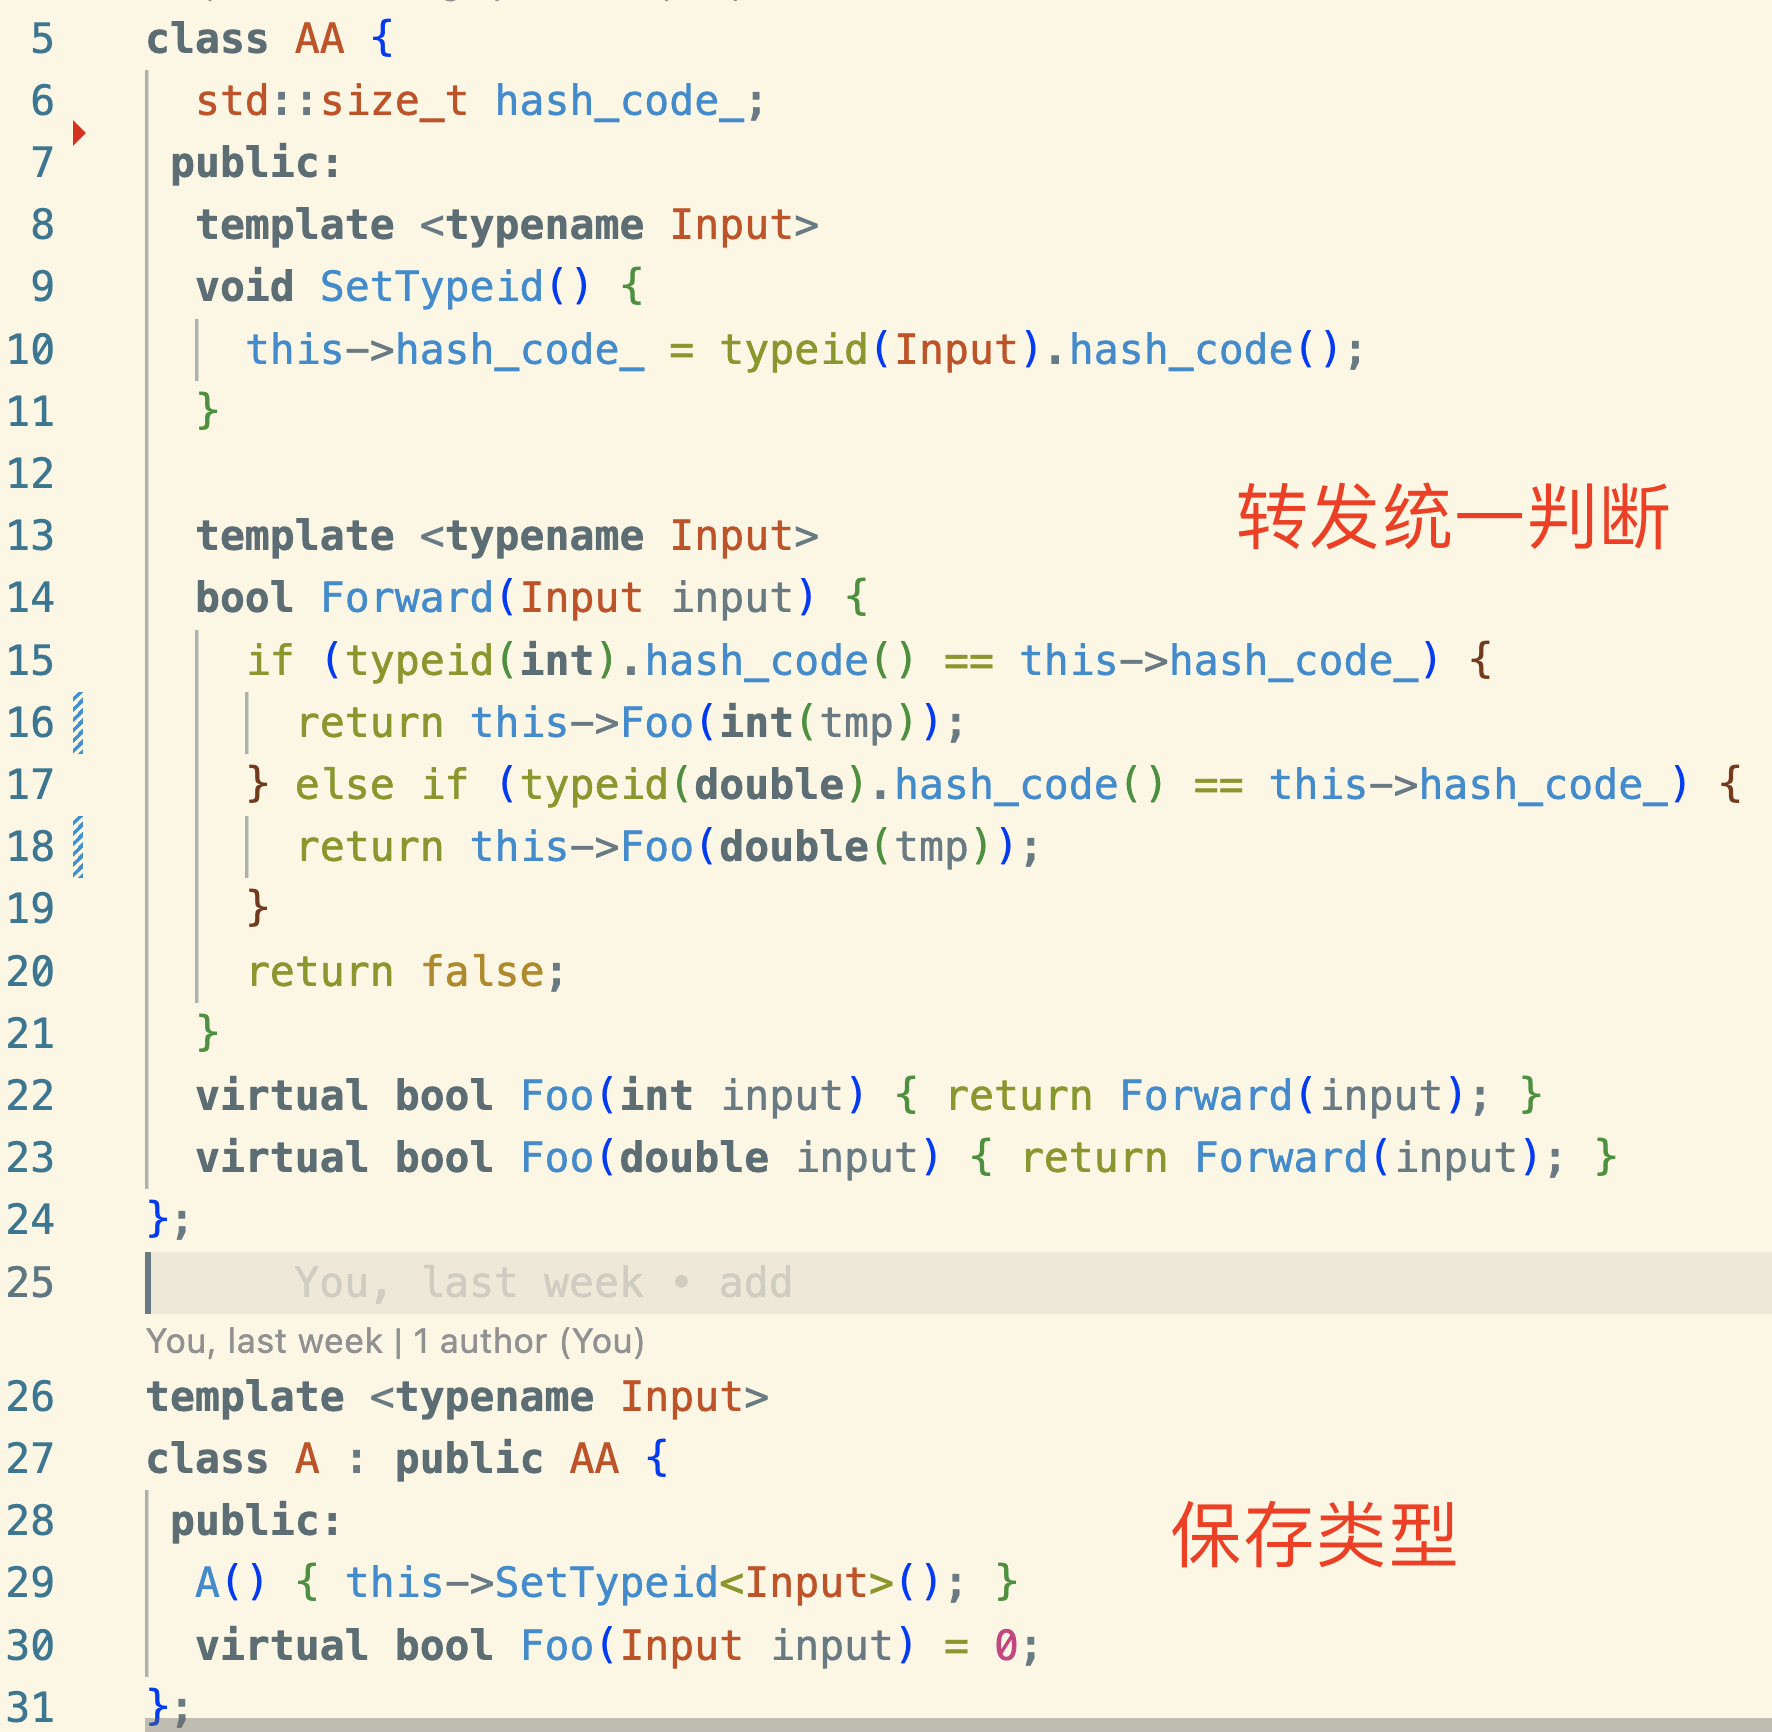 5 class AA {
6 std::size_t hash_code_;
7 public:
8 template <typename Input>
9 void SetTypeid() {
10 this->hash_code_ = typeid(Input).hash_code();
11 }
12
转发统一判断
13 template <typename Input>
14 bool Forward(Input input) {
15 if (typeid(int).hash_code() == this->hash_code_) {
16 return this->Foo(int(tmp));
17 } else if (typeid(double).hash_code() == this->hash_code_) {
18 return this->Foo(double(tmp));
19 }
20 return false;
21 }
22 virtual bool Foo(int input) { return Forward(input); }
23 virtual bool Foo(double input) { return Forward(input); }
24 };
25 You, last week • add
You, last week | 1 author (You)
26 template <typename Input>
27 class A : public AA {
28 public:
保存类型
29 A() { this->SetTypeid<Input>(); }
30 virtual bool Foo(Input input) = 0;
31 };